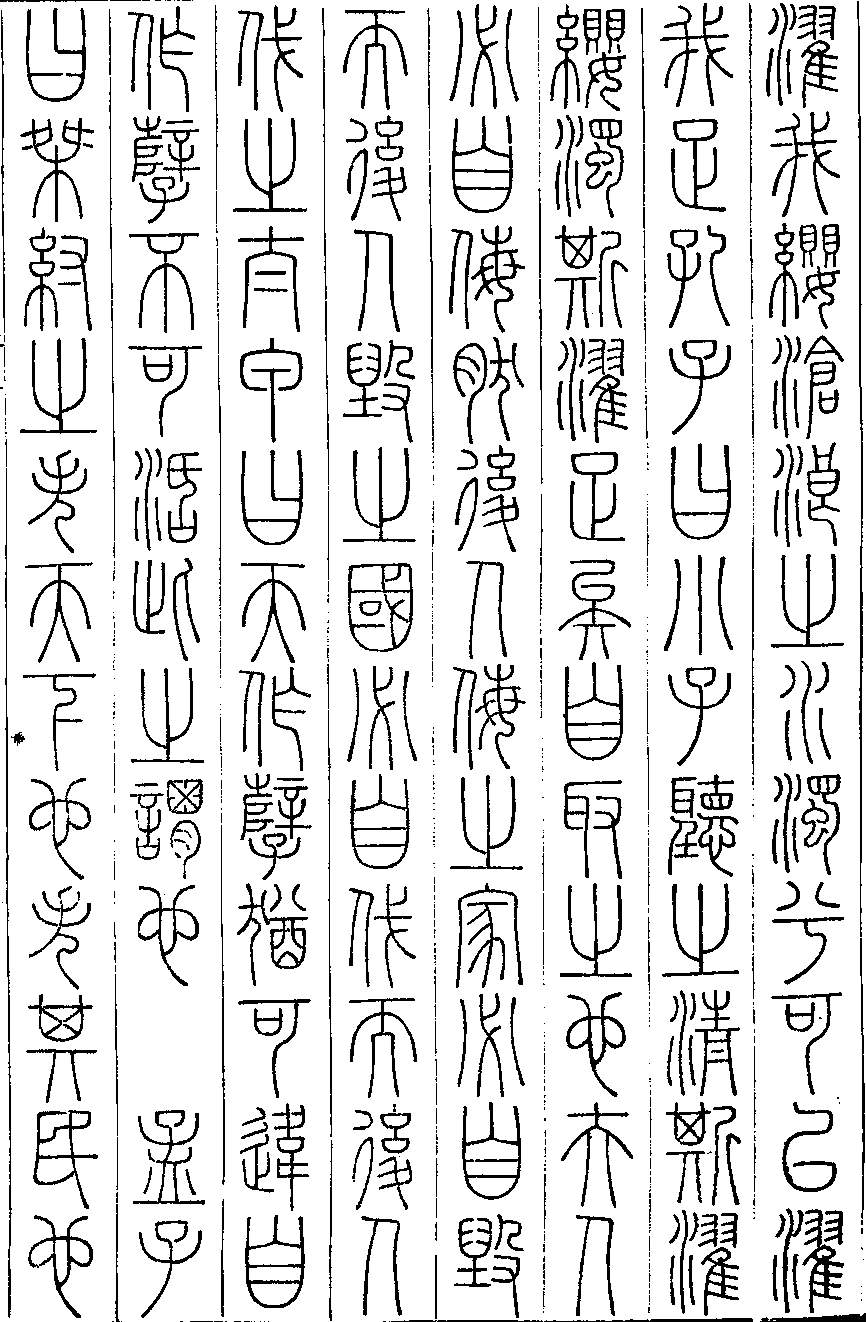 濯我纓滄浪之水濁兮可以濯
我足孔子曰小子聽之清斯濯
纓濁斯濯足矣自取之也夫人
必自侮然後人侮之家必自毀
而後人毀之國必自伐而後人
伐之太甲曰天作孽猶可違自
作孽不可活此之謂也　孟子
曰桀紂之失天下也失其民也